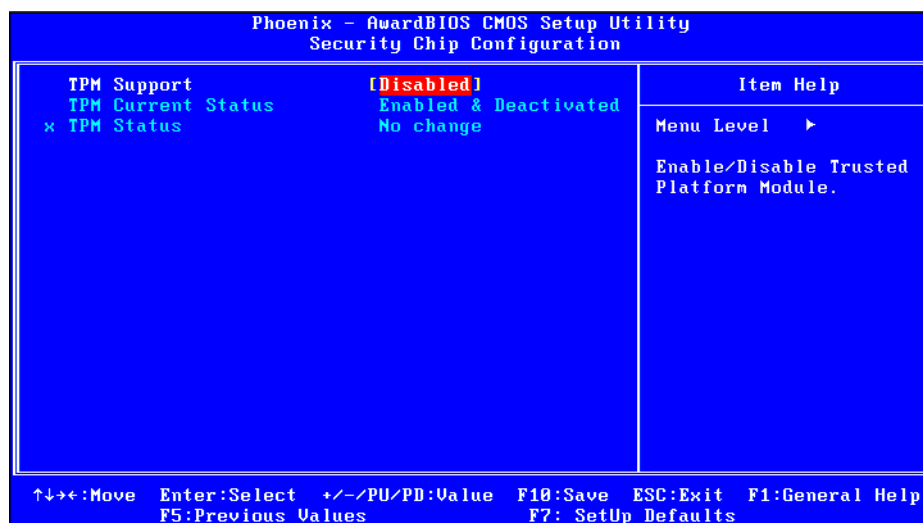 Phoenix - AwardBIOS CMOS Setup Utility
Security Chip Configuration
TPM Support [Disabled]
TPM Current Status Enabled & Deactivated
x TPM Status No change
Item Help
Menu Level ▶
Enable/Disable Trusted
Platform Module.
↑↓→←:Move Enter:Select +/-/PU/PD:Value F10:Save ESC:Exit F1:General Help
F5:Previous Values F7: SetUp Defaults